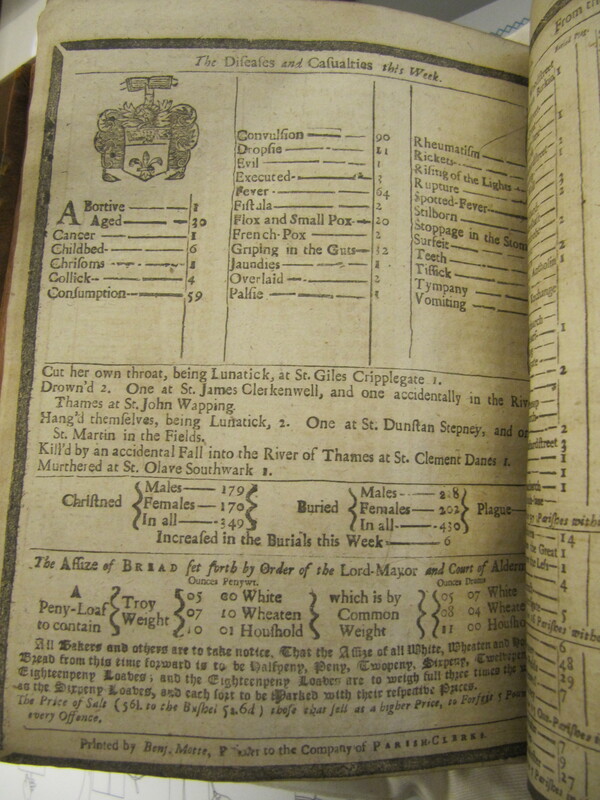 The Diseases and Casualties this Week.
Abortive 1
Aged 30
Cancer 1
Childbed 6
Chrisoms 1
Collick 4
Consumption 59
Convulsion 90
Dropsie 21
Evil 1
Executed 3
Fever 64
Fistula 2
Flox and Small Pox 20
French-Pox 2
Griping in the Guts 12
Jaundies 1
Overlaid 2
Palsie 1
Rheumatism
Rickets
Rising of the Lights
Rupture
Spotted-Fever
Stilborn
Stoppage in the Stom
Surfeit
Teeth
Tissick
Tympany
Vomiting
Cut her own throat, being Lunatick, at St. Giles Cripplegate 1.
Drown'd 2. One at St. James Clerkenwell, and one accidentally in the Riv
Thames at St. John Wapping.
Hang'd themselves, being Lunatick, 2. One at St. Dunstan Stepney, and on
St. Martin in the Fields.
Kill'd by an accidental Fall into the River of Thames at St. Clement Danes 1.
Murthered at St. Olave Southwark 1.
Christned Males 179 Females 170 In all 349 Buried Males 228 Females 202 In all 430 Plague
Increased in the Burials this Week 6
The Assize of BREAD set forth by Order of the Lord-Mayor and Court of Alderm
Ounces Penywt. Ounces Drams
A Peny-Loaf to contain Troy Weight 05 00 White 07 10 Wheaten 10 01 Houshold which is by Common Weight 05 07 White 08 04 Wheate 11 00 Housho
All Bakers and others are to take notice, That the Assize of all White, Wheaten and Ho
Bread from this time forward is to be Halfpeny, Peny, Twopeny, Sixpeny, Twelvepeny
Eighteenpeny Loaves; and the Eighteenpeny Loaves are to weigh full three times the
as the Sixpeny Loaves, and each sort to be Marked with their respective Prices.
The Price of Salt (56l. to the Bushel 5s.6d) those that sell at a higher Price, to Forfeit 5 Poun
every Offence.
Printed by Benj. Motte, to the Company of PARISH-CLERKS.
From th